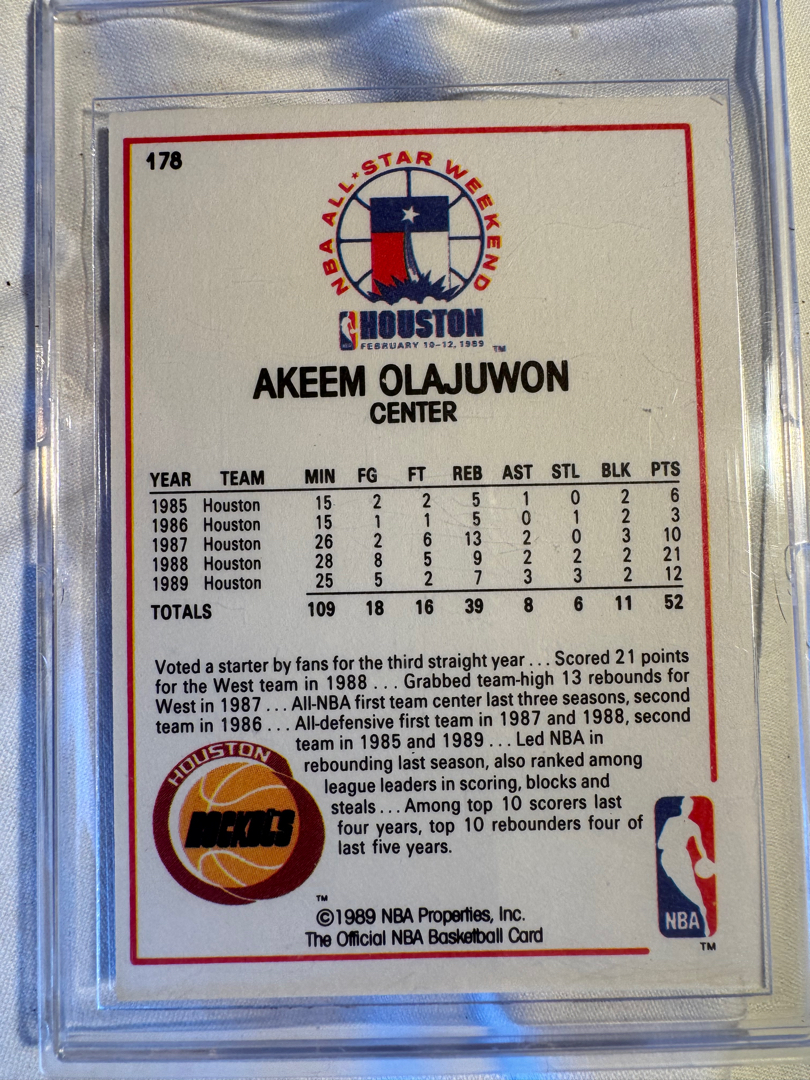 178
NBA ALL★STAR WEEKEND
HOUSTON
FEBRUARY 10-12, 1989 TM
AKEEM OLAJUWON
CENTER
YEAR TEAM MIN FG FT REB AST STL BLK PTS
1985 Houston 15 2 2 5 1 0 2 6
1986 Houston 15 1 1 5 0 1 2 3
1987 Houston 26 2 6 13 2 0 3 10
1988 Houston 28 8 5 9 2 2 2 21
1989 Houston 25 5 2 7 3 3 2 12
TOTALS 109 18 16 39 8 6 11 52
Voted a starter by fans for the third straight year . . . Scored 21 points
for the West team in 1988 . . . Grabbed team-high 13 rebounds for
West in 1987 . . . All-NBA first team center last three seasons, second
team in 1986 . . . All-defensive first team in 1987 and 1988, second
team in 1985 and 1989 . . . Led NBA in
rebounding last season, also ranked among
league leaders in scoring, blocks and
steals . . . Among top 10 scorers last
four years, top 10 rebounders four of
last five years.
HOUSTON
ROCKETS
TM
NBA
TM
©1989 NBA Properties, Inc.
The Official NBA Basketball Card